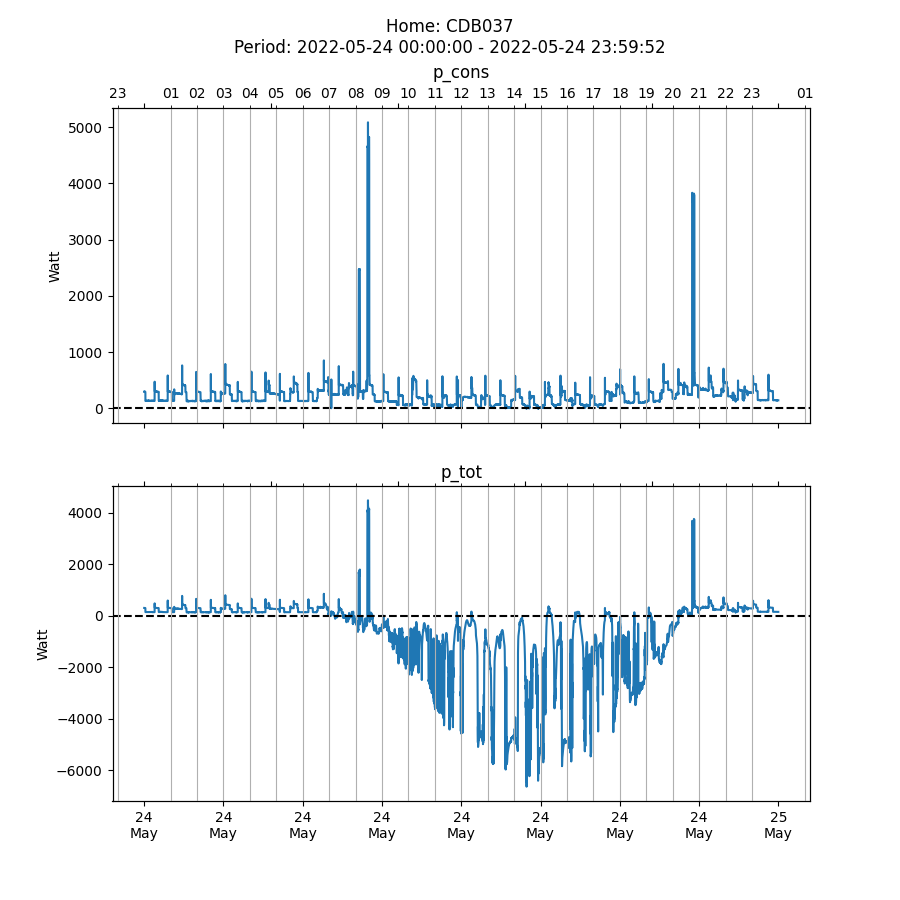 Home: CDB037
Period: 2022-05-24 00:00:00 - 2022-05-24 23:59:52
p_cons
23 01 02 03 04 05 06 07 08 09 10 11 12 13 14 15 16 17 18 19 20 21 22 23 01
5000
4000
3000
2000
1000
0
Watt
p_tot
4000
2000
0
−2000
−4000
−6000
Watt
24 24 24 24 24 24 24 24 25
May May May May May May May May May